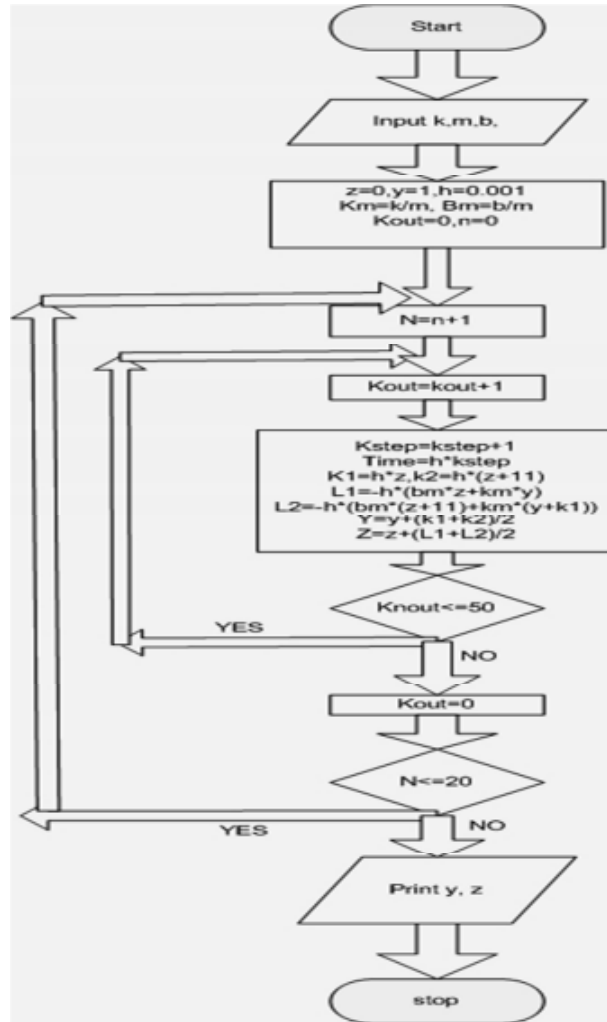 Start
Input k,m,b,
z=0,y=1,h=0.001
Km=k/m, Bm=b/m
Kout=0,n=0
N=n+1
Kout=kout+1
Kstep=kstep+1
Time=h*kstep
K1=h*z,k2=h*(z+11)
L1=-h*(bm*z+km*y)
L2=-h*(bm*(z+11)+km*(y+k1))
Y=y+(k1+k2)/2
Z=z+(L1+L2)/2
Knout<=50
YES
NO
Kout=0
N<=20
YES
NO
Print y, z
stop